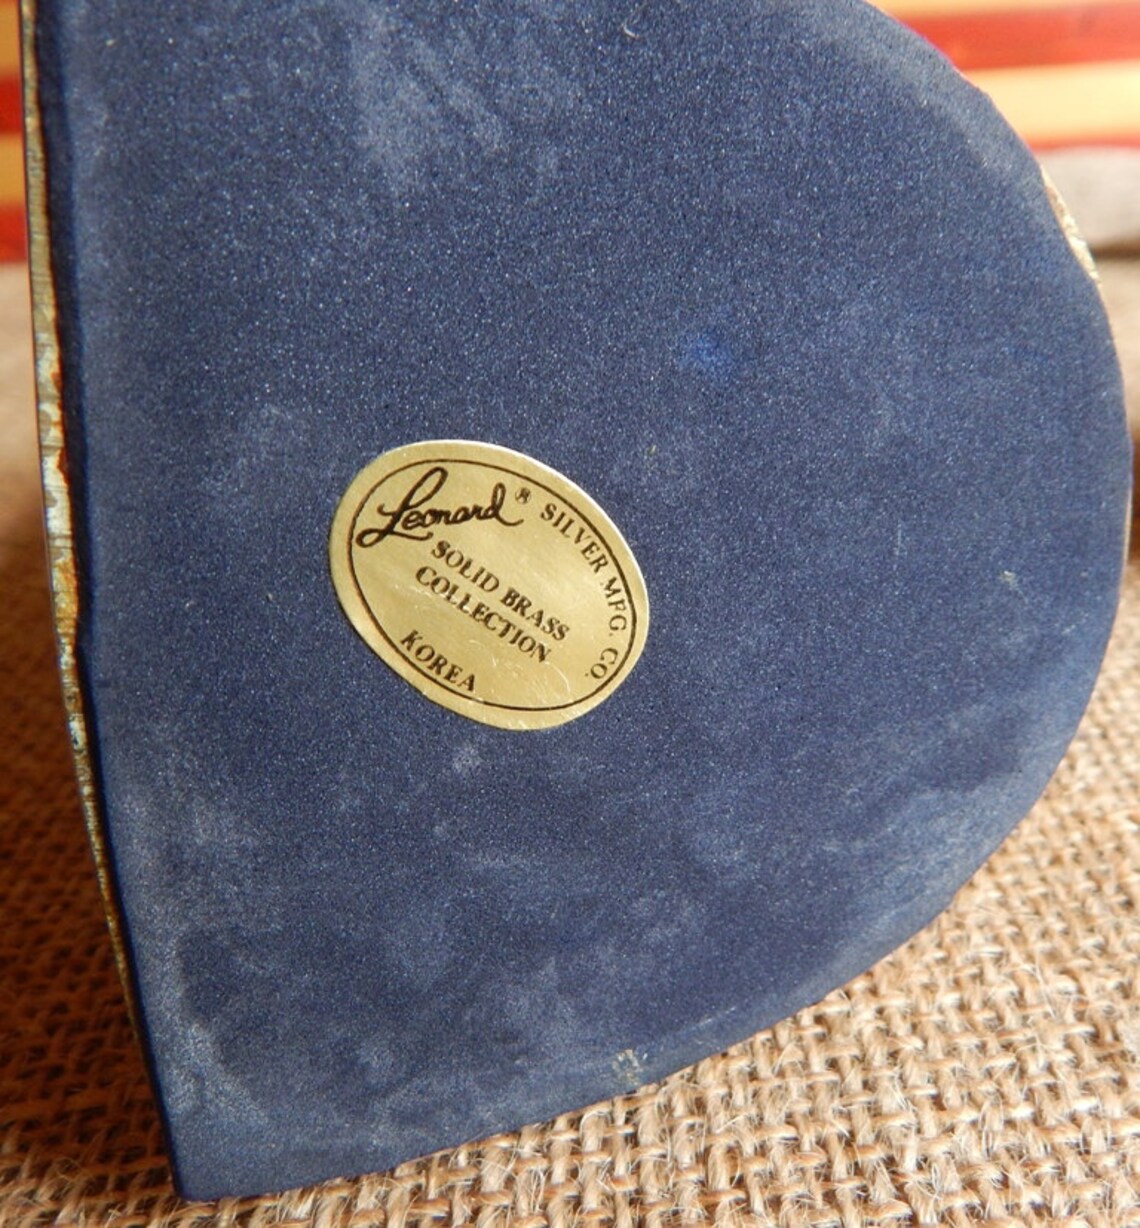 Leonard ® SILVER MFG. CO.
SOLID BRASS
COLLECTION
KOREA